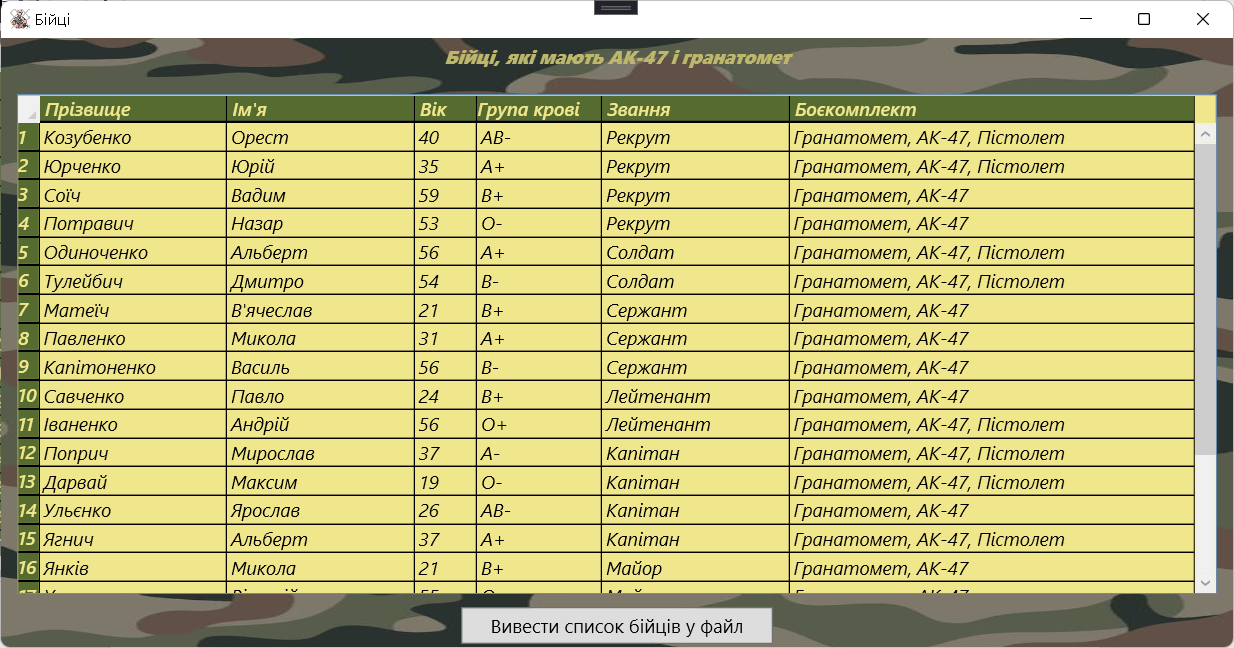 Бійці
Бійці, які мають АК-47 і гранатомет
Прізвище Ім'я Вік Група крові Звання Боєкомплект
1 Козубенко Орест 40 AB- Рекрут Гранатомет, АК-47, Пістолет
2 Юрченко Юрій 35 A+ Рекрут Гранатомет, АК-47, Пістолет
3 Соїч Вадим 59 B+ Рекрут Гранатомет, АК-47
4 Потравич Назар 53 O- Рекрут Гранатомет, АК-47
5 Одиноченко Альберт 56 A+ Солдат Гранатомет, АК-47, Пістолет
6 Тулейбич Дмитро 54 B- Солдат Гранатомет, АК-47, Пістолет
7 Матеїч В'ячеслав 21 B+ Сержант Гранатомет, АК-47
8 Павленко Микола 31 A+ Сержант Гранатомет, АК-47
9 Капітоненко Василь 56 B- Сержант Гранатомет, АК-47
10 Савченко Павло 24 B+ Лейтенант Гранатомет, АК-47
11 Іваненко Андрій 56 O+ Лейтенант Гранатомет, АК-47, Пістолет
12 Поприч Мирослав 37 A- Капітан Гранатомет, АК-47, Пістолет
13 Дарвай Максим 19 O- Капітан Гранатомет, АК-47, Пістолет
14 Ульєнко Ярослав 26 AB- Капітан Гранатомет, АК-47
15 Ягнич Альберт 37 A+ Капітан Гранатомет, АК-47, Пістолет
16 Янків Микола 21 B+ Майор Гранатомет, АК-47
Вивести список бійців у файл